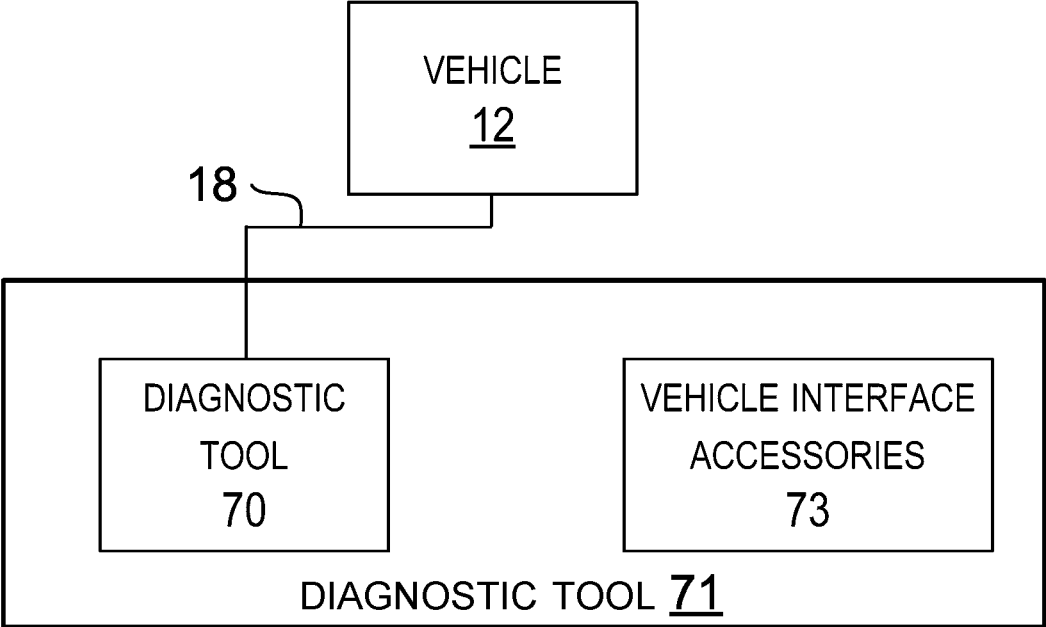 VEHICLE
12
18
DIAGNOSTIC
TOOL
70
VEHICLE INTERFACE
ACCESSORIES
73
DIAGNOSTIC TOOL 71